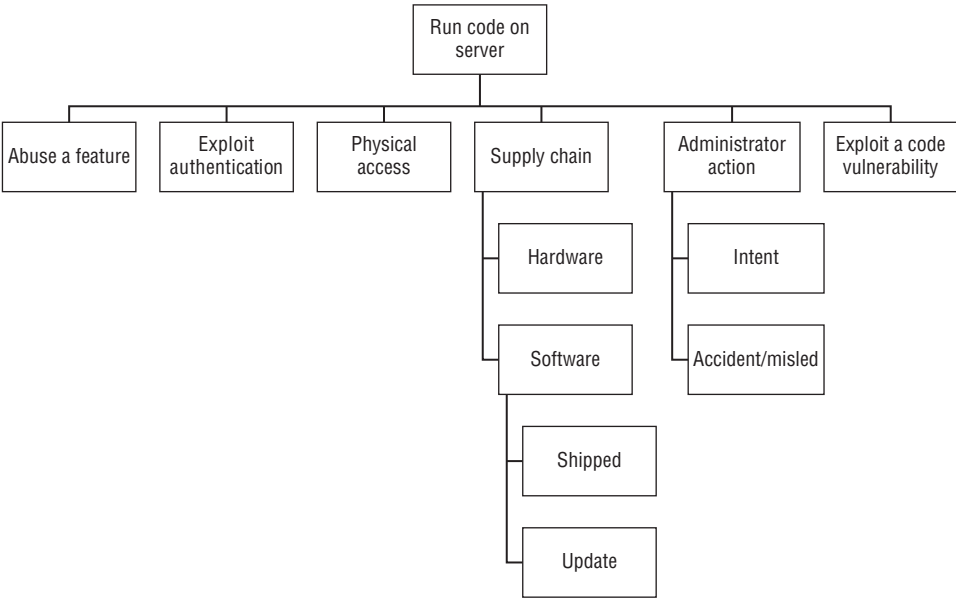 Run code on
server
Abuse a feature
Exploit
authentication
Physical
access
Supply chain
Administrator
action
Exploit a code
vulnerability
Hardware
Intent
Software
Accident/misled
Shipped
Update